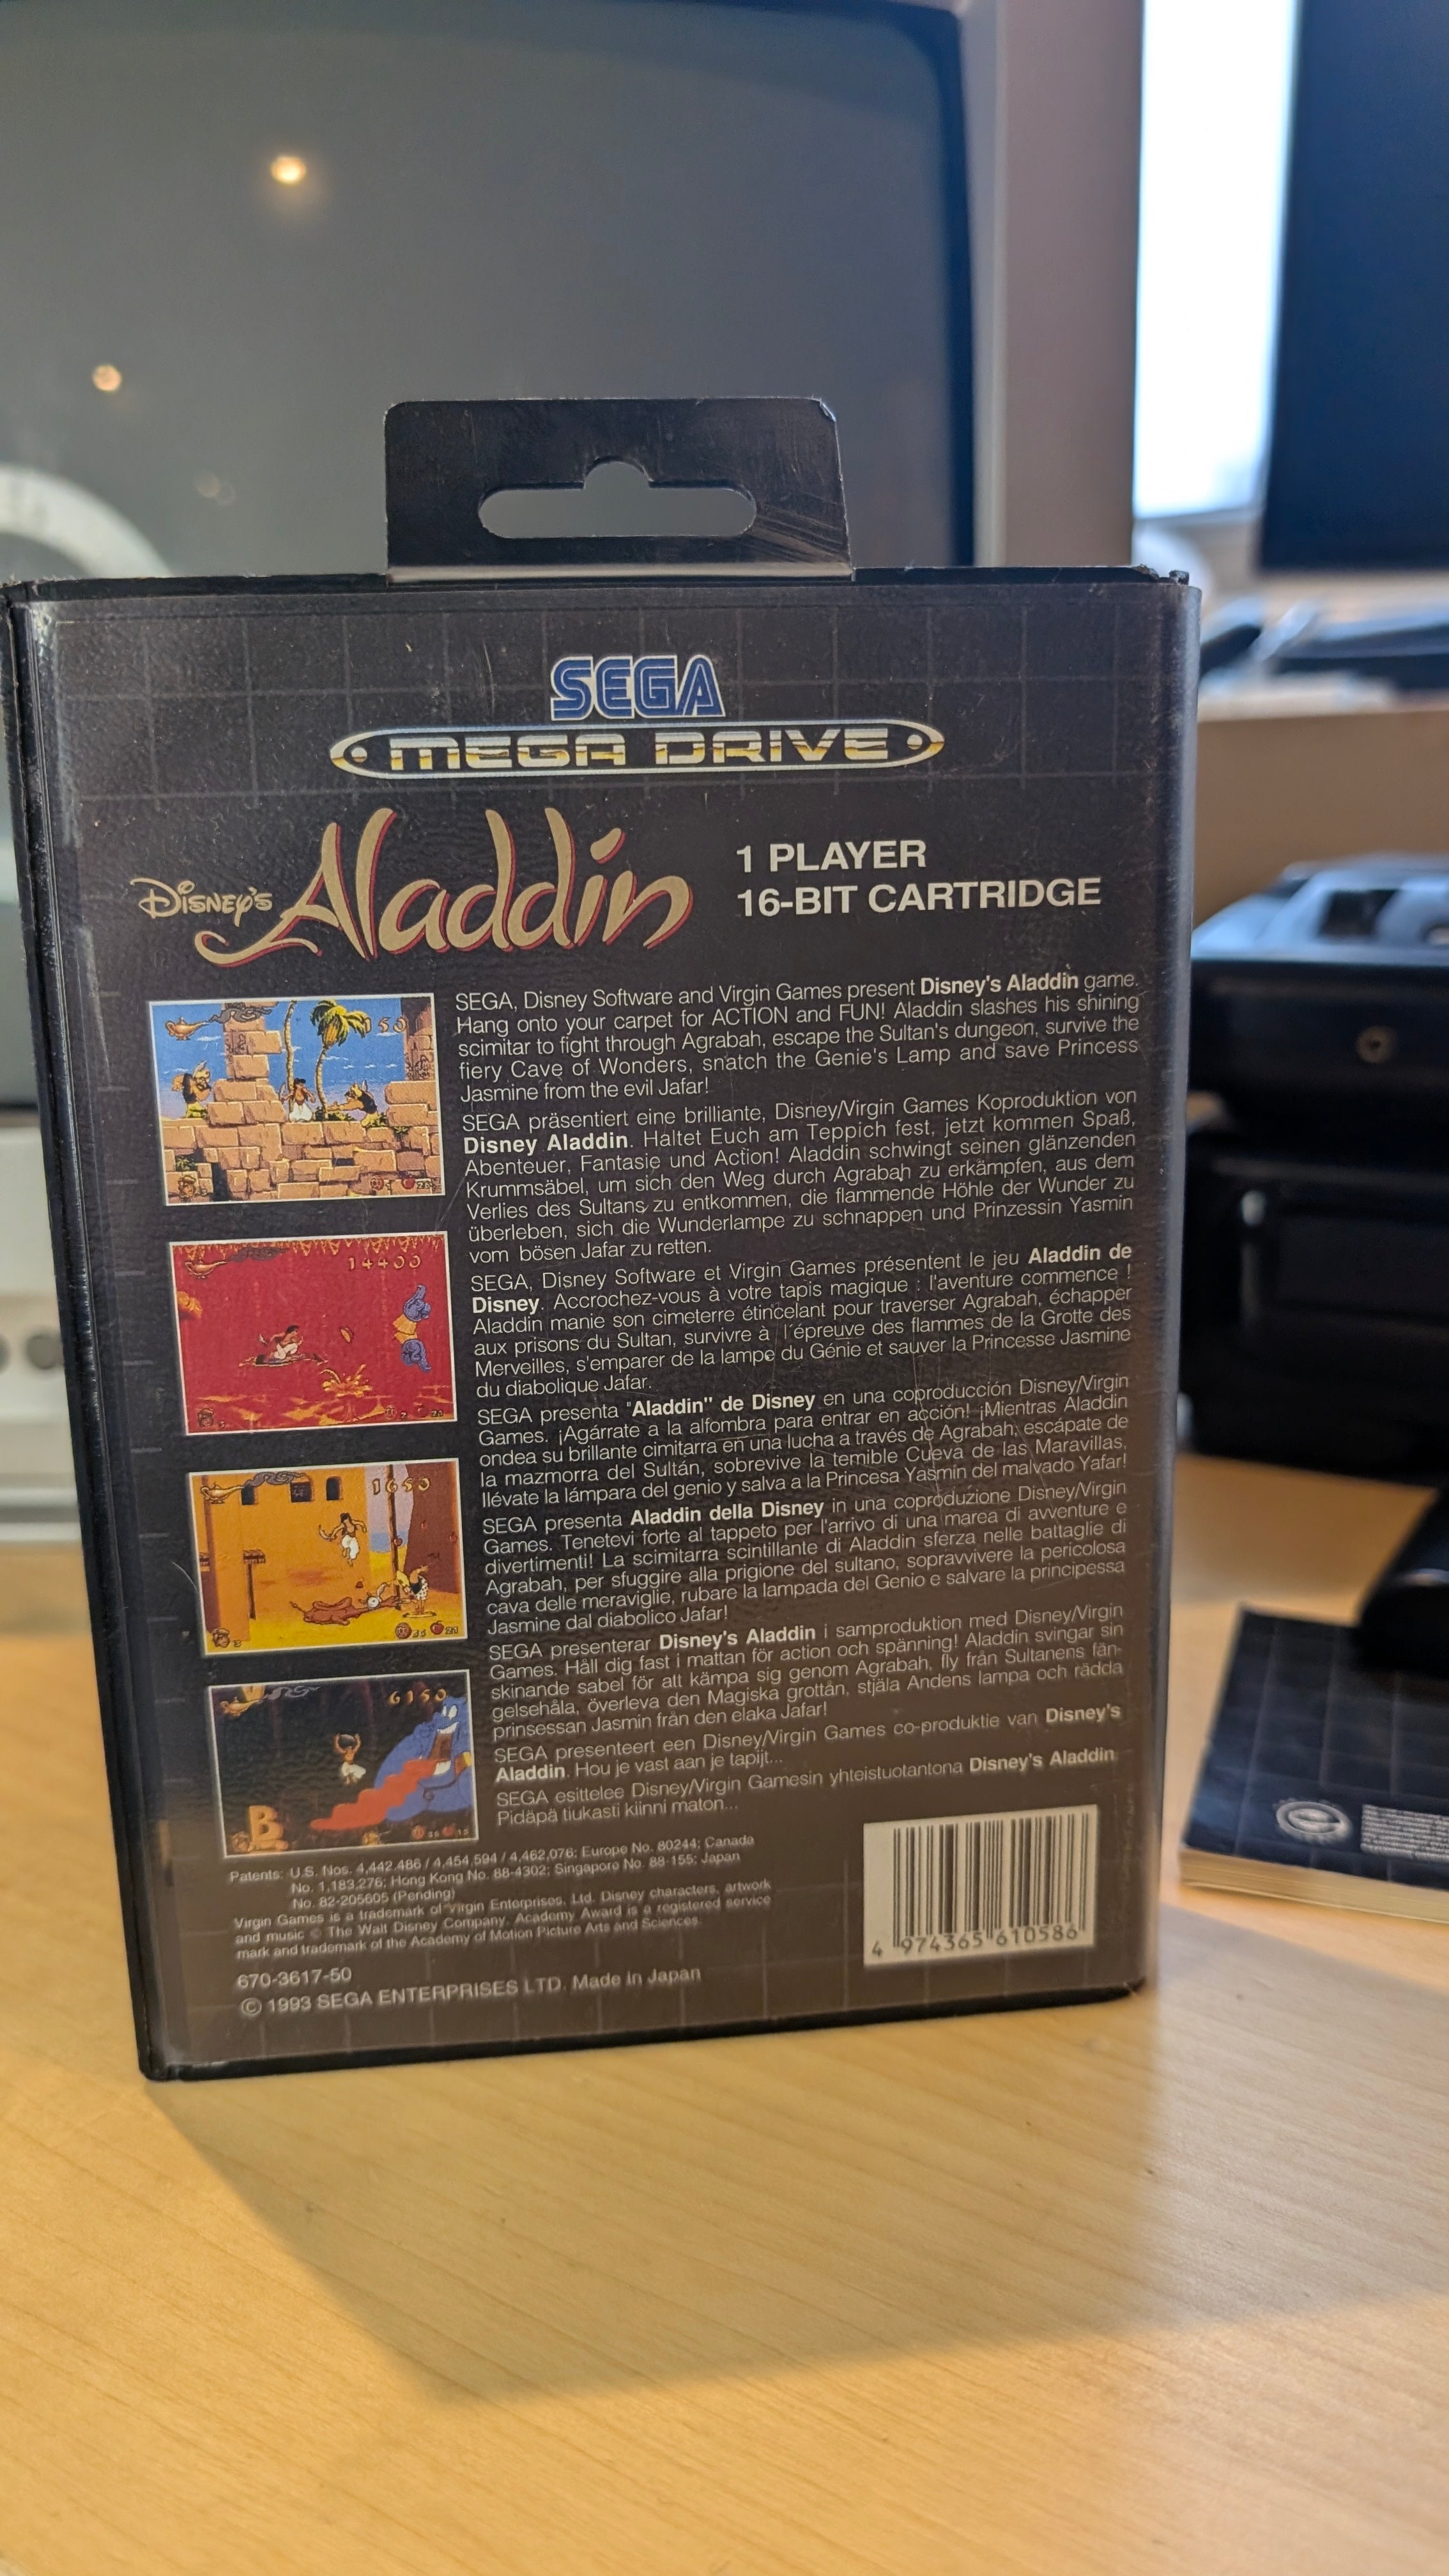 SEGA
MEGA DRIVE
DISNEY'S Aladdin
1 PLAYER
16-BIT CARTRIDGE
SEGA, Disney Software and Virgin Games present Disney's Aladdin game.
Hang onto your carpet for ACTION and FUN! Aladdin slashes his shining
scimitar to fight through Agrabah, escape the Sultan's dungeon, survive the
fiery Cave of Wonders, snatch the Genie's Lamp and save Princess
Jasmine from the evil Jafar!
SEGA präsentiert eine brilliante, Disney/Virgin Games Koproduktion von
Disney Aladdin. Haltet Euch am Teppich fest, jetzt kommen Spaß,
Abenteuer, Fantasie und Action! Aladdin schwingt seinen glänzenden
Krummsäbel, um sich den Weg durch Agrabah zu erkämpfen, aus dem
Verlies des Sultans zu entkommen, die flammende Höhle der Wunder zu
überleben, sich die Wunderlampe zu schnappen und Prinzessin Yasmin
vom bösen Jafar zu retten.
SEGA, Disney Software et Virgin Games présentent le jeu Aladdin de
Disney. Accrochez-vous à votre tapis magique : l'aventure commence !
Aladdin manie son cimeterre étincelant pour traverser Agrabah, échapper
aux prisons du Sultan, survivre à l'épreuve des flammes de la Grotte des
Merveilles, s'emparer de la lampe du Génie et sauver la Princesse Jasmine
du diabolique Jafar.
SEGA presenta "Aladdin" de Disney en una coproducción Disney/Virgin
Games. ¡Agárrate a la alfombra para entrar en acción! ¡Mientras Aladdin
ondea su brillante cimitarra en una lucha a través de Agrabah; escápate de
la mazmorra del Sultán, sobrevive la temible Cueva de las Maravillas,
llévate la lámpara del genio y salva a la Princesa Yasmin del malvado Yafar!
SEGA presenta Aladdin della Disney in una coproduzione Disney/Virgin
Games. Tenetevi forte al tappeto per l'arrivo di una marea di avventure e
divertimenti! La scimitarra scintillante di Aladdin sferza nelle battaglie di
Agrabah, per sfuggire alla prigione del sultano, sopravvivere la pericolosa
cava delle meraviglie, rubare la lampada del Genio e salvare la principessa
Jasmine dal diabolico Jafar!
SEGA presenterar Disney's Aladdin i samproduktion med Disney/Virgin
Games. Håll dig fast i mattan för action och spänning! Aladdin svingar sin
skinande sabel för att kämpa sig genom Agrabah, fly från Sultanens fän-
gelsehåla, överleva den Magiska grottan, stjäla Andens lampa och rädda
prinsessan Jasmin från den elaka Jafar!
SEGA presenteert een Disney/Virgin Games co-produktie van Disney's
Aladdin. Hou je vast aan je tapijt...
SEGA esittelee Disney/Virgin Gamesin yhteistuotantona Disney's Aladdin
Pidäpä tiukasti kiinni maton...
150
14400
1650
6150
B
Patents: U.S. Nos. 4,442,486 / 4,454,594 / 4,462,076; Europe No. 80244; Canada
No. 1,183,276; Hong Kong No. 88-4302; Singapore No. 88-155; Japan
No. 82-205605 (Pending)
Virgin Games is a trademark of Virgin Enterprises, Ltd. Disney characters, artwork
and music © The Walt Disney Company. Academy Award is a registered service
mark and trademark of the Academy of Motion Picture Arts and Sciences.
670-3617-50
© 1993 SEGA ENTERPRISES LTD. Made in Japan
4 974365 610586